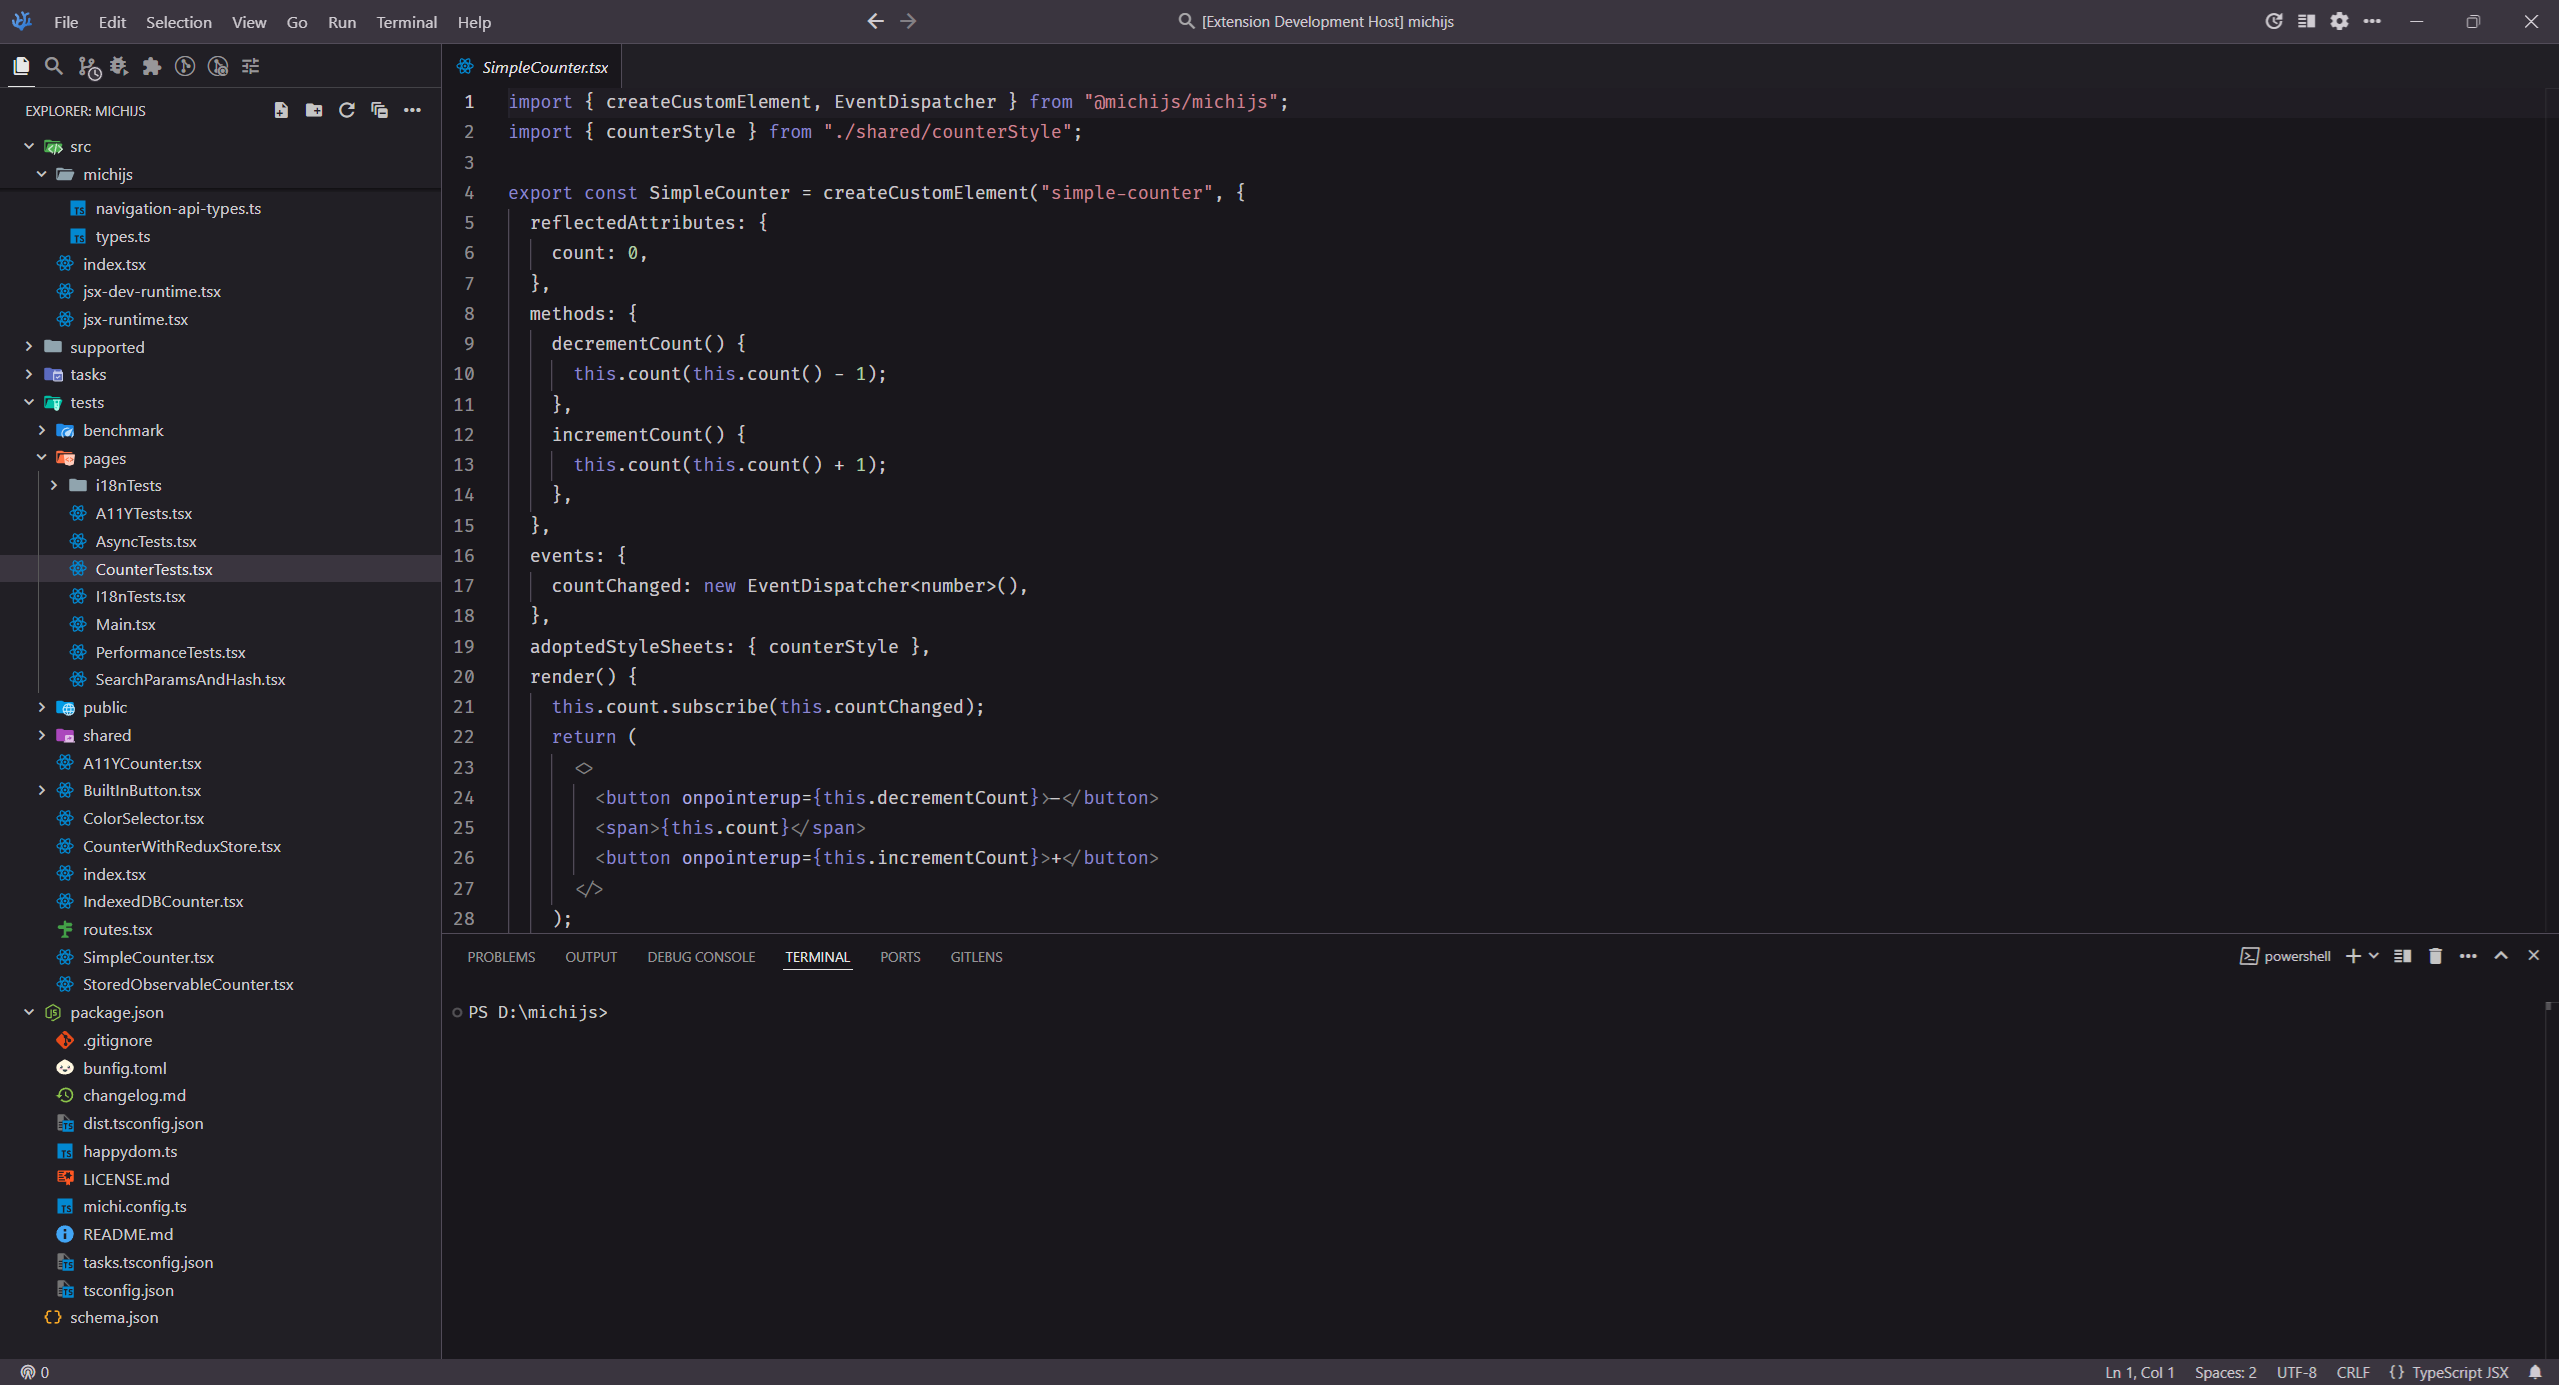 File Edit Selection View Go Run Terminal Help
[Extension Development Host] michijs
EXPLORER: MICHIJS
src
michijs
navigation-api-types.ts
types.ts
index.tsx
jsx-dev-runtime.tsx
jsx-runtime.tsx
supported
tasks
tests
benchmark
pages
i18nTests
A11YTests.tsx
AsyncTests.tsx
CounterTests.tsx
I18nTests.tsx
Main.tsx
PerformanceTests.tsx
SearchParamsAndHash.tsx
public
shared
A11YCounter.tsx
BuiltInButton.tsx
ColorSelector.tsx
CounterWithReduxStore.tsx
index.tsx
IndexedDBCounter.tsx
routes.tsx
SimpleCounter.tsx
StoredObservableCounter.tsx
package.json
.gitignore
bunfig.toml
changelog.md
dist.tsconfig.json
happydom.ts
LICENSE.md
michi.config.ts
README.md
tasks.tsconfig.json
tsconfig.json
schema.json
SimpleCounter.tsx
1 import { createCustomElement, EventDispatcher } from "@michijs/michijs";
2 import { counterStyle } from "./shared/counterStyle";
3
4 export const SimpleCounter = createCustomElement("simple-counter", {
5 reflectedAttributes: {
6 count: 0,
7 },
8 methods: {
9 decrementCount() {
10 this.count(this.count() - 1);
11 },
12 incrementCount() {
13 this.count(this.count() + 1);
14 },
15 },
16 events: {
17 countChanged: new EventDispatcher<number>(),
18 },
19 adoptedStyleSheets: { counterStyle },
20 render() {
21 this.count.subscribe(this.countChanged);
22 return (
23 <>
24 <button onpointerup={this.decrementCount}>-</button>
25 <span>{this.count}</span>
26 <button onpointerup={this.incrementCount}>+</button>
27 </>
28 );
PROBLEMS OUTPUT DEBUG CONSOLE TERMINAL PORTS GITLENS
powershell
PS D:\michijs>
0
Ln 1, Col 1 Spaces: 2 UTF-8 CRLF {} TypeScript JSX